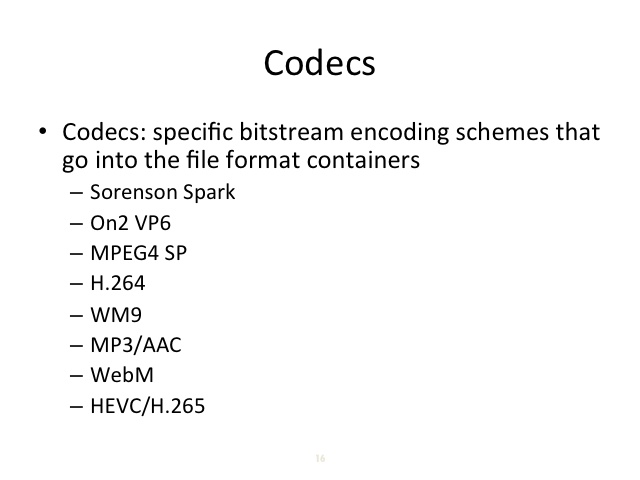 Codecs
• Codecs: specific bitstream encoding schemes that
go into the file format containers
– Sorenson Spark
– On2 VP6
– MPEG4 SP
– H.264
– WM9
– MP3/AAC
– WebM
– HEVC/H.265
16